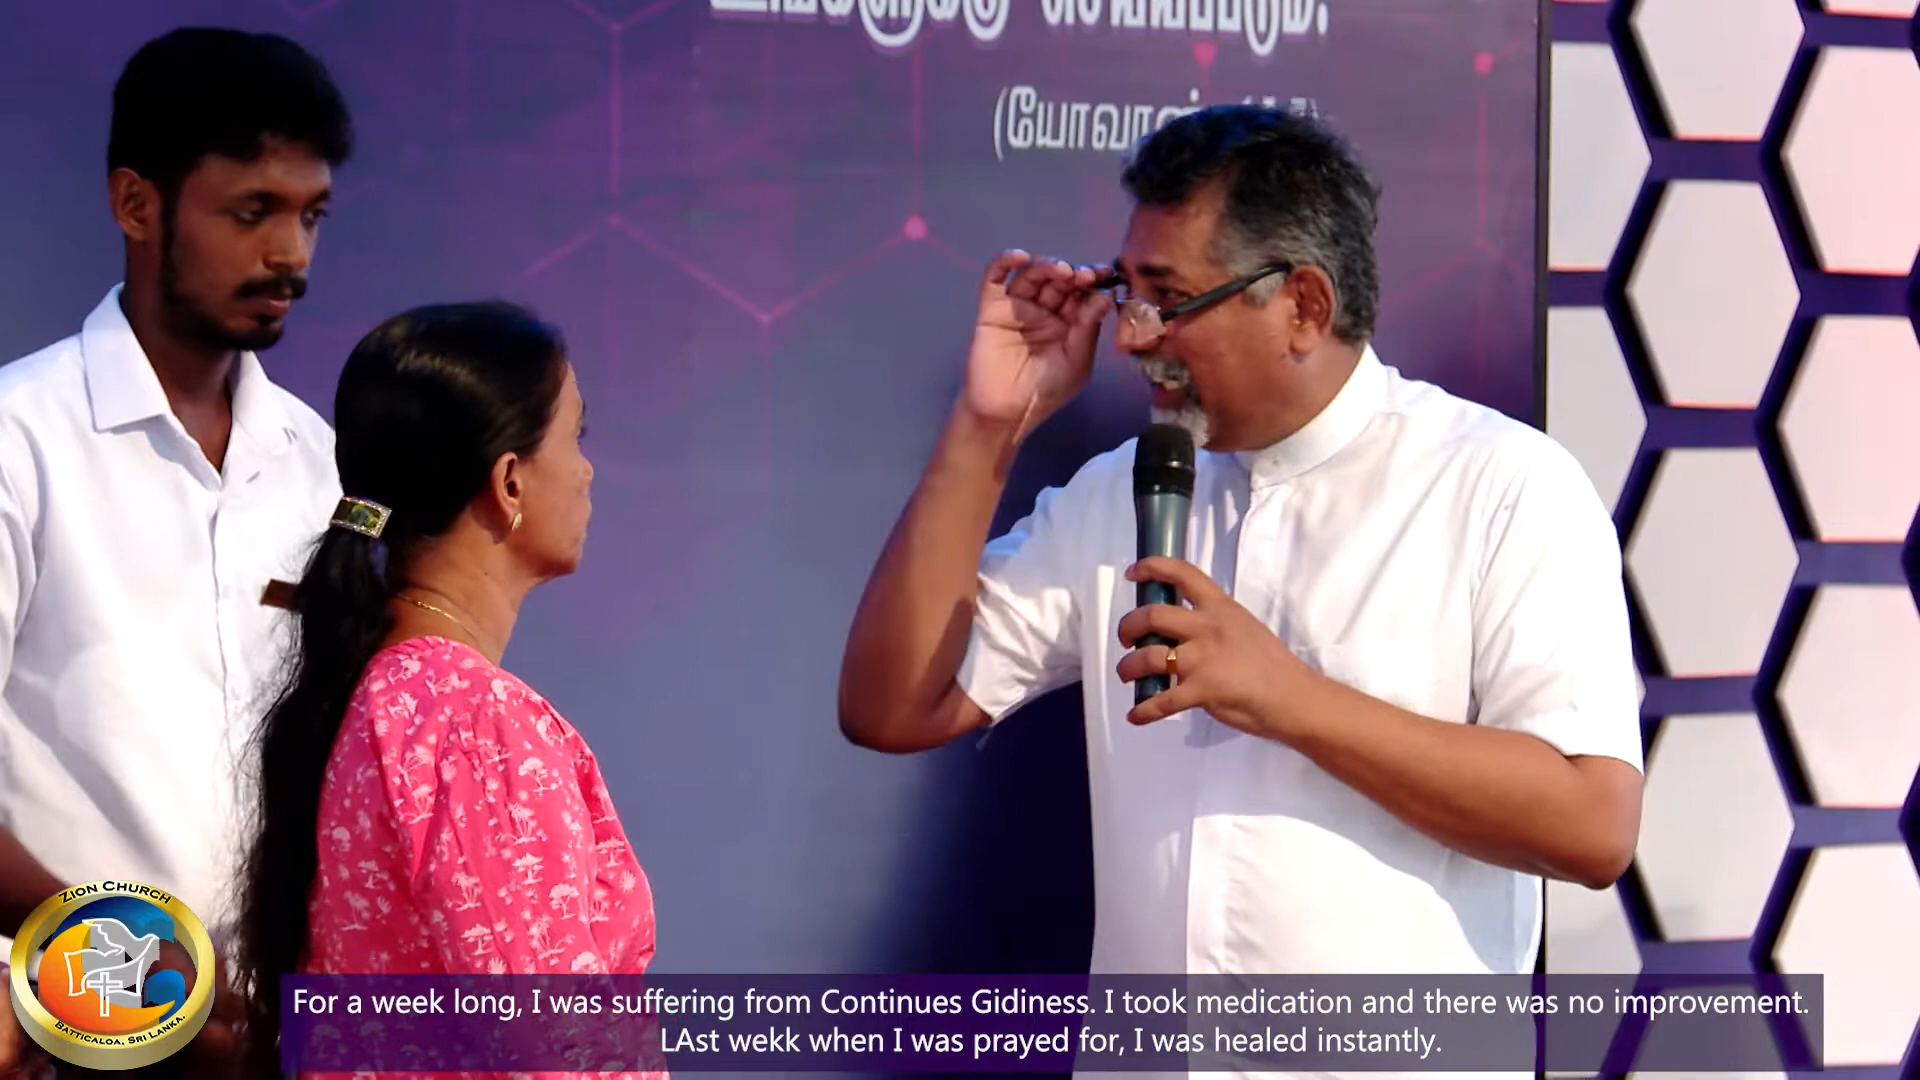 (யோவான்
ZION CHURCH
BATTICALOA, SRI LANKA.
For a week long, I was suffering from Continues Gidiness. I took medication and there was no improvement.
LAst wekk when I was prayed for, I was healed instantly.